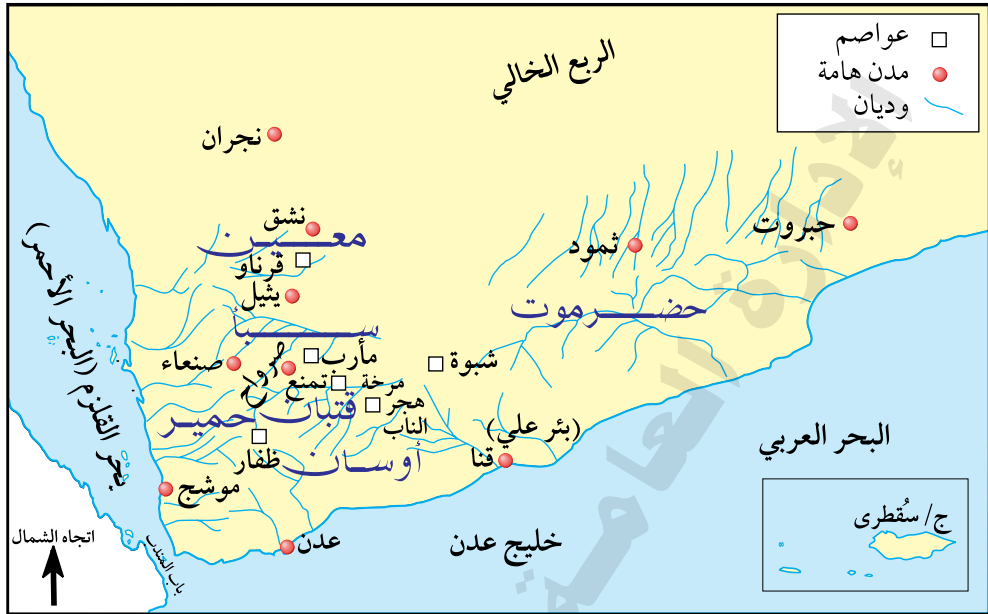 عواصم
مدن هامة
وديان
الربع الخالي
نجران
نشق
معين
قرناو
يثيل
سبأ
صنعاء
صرواح
مأرب
تمنع
مرخة
هجر
الناب
شبوة
ثمود
حبروت
حضرموت
قتبان
حمير
ظفار
أوسان
(بئر علي)
قنا
موشج
عدن
خليج عدن
البحر العربي
ج/ سُقطرى
بحر القلزم (البحر الأحمر)
باب المندب
اتجاه الشمال
الإدارة العامة